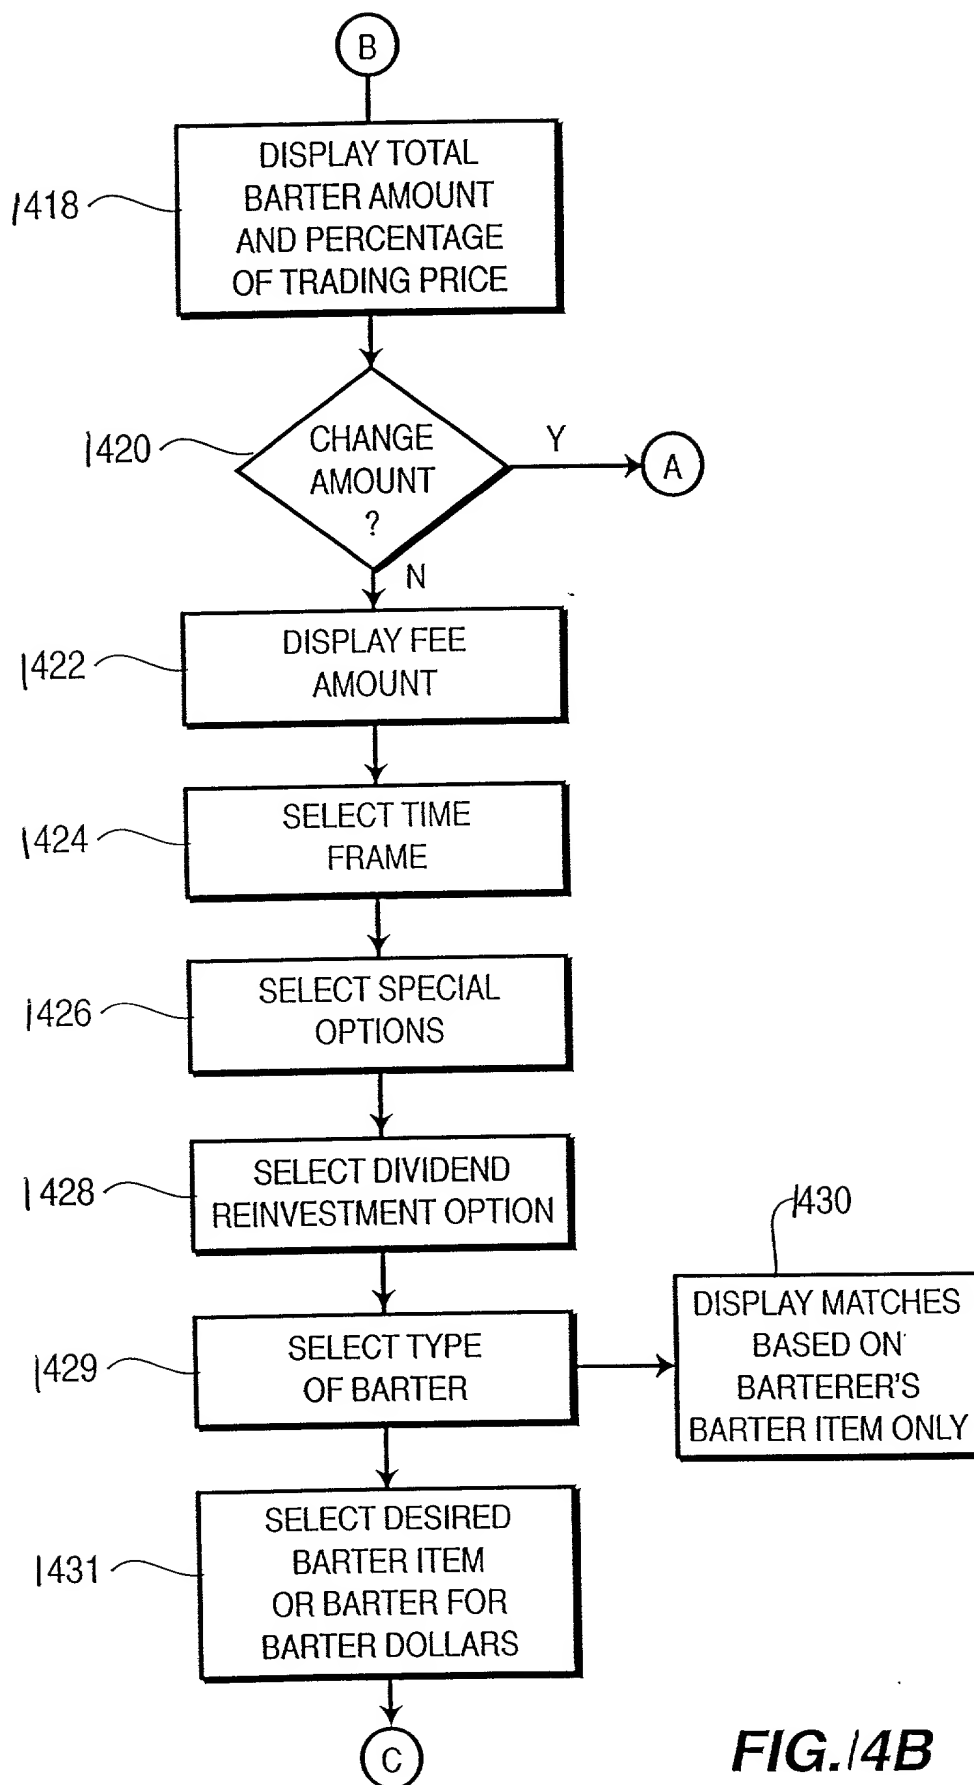 B
DISPLAY TOTAL
BARTER AMOUNT
AND PERCENTAGE
OF TRADING PRICE
1418
CHANGE
AMOUNT
?
1420
Y
A
N
DISPLAY FEE
AMOUNT
1422
SELECT TIME
FRAME
1424
SELECT SPECIAL
OPTIONS
1426
SELECT DIVIDEND
REINVESTMENT OPTION
1428
SELECT TYPE
OF BARTER
1429
1430
DISPLAY MATCHES
BASED ON
BARTERER'S
BARTER ITEM ONLY
SELECT DESIRED
BARTER ITEM
OR BARTER FOR
BARTER DOLLARS
1431
C
FIG.14B